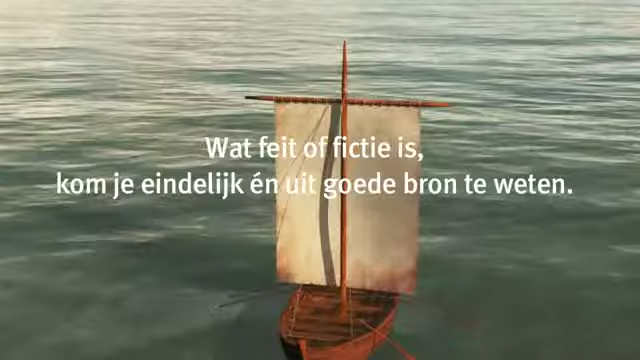 Wat feit of fictie is,
kom je eindelijk én uit goede bron te weten.